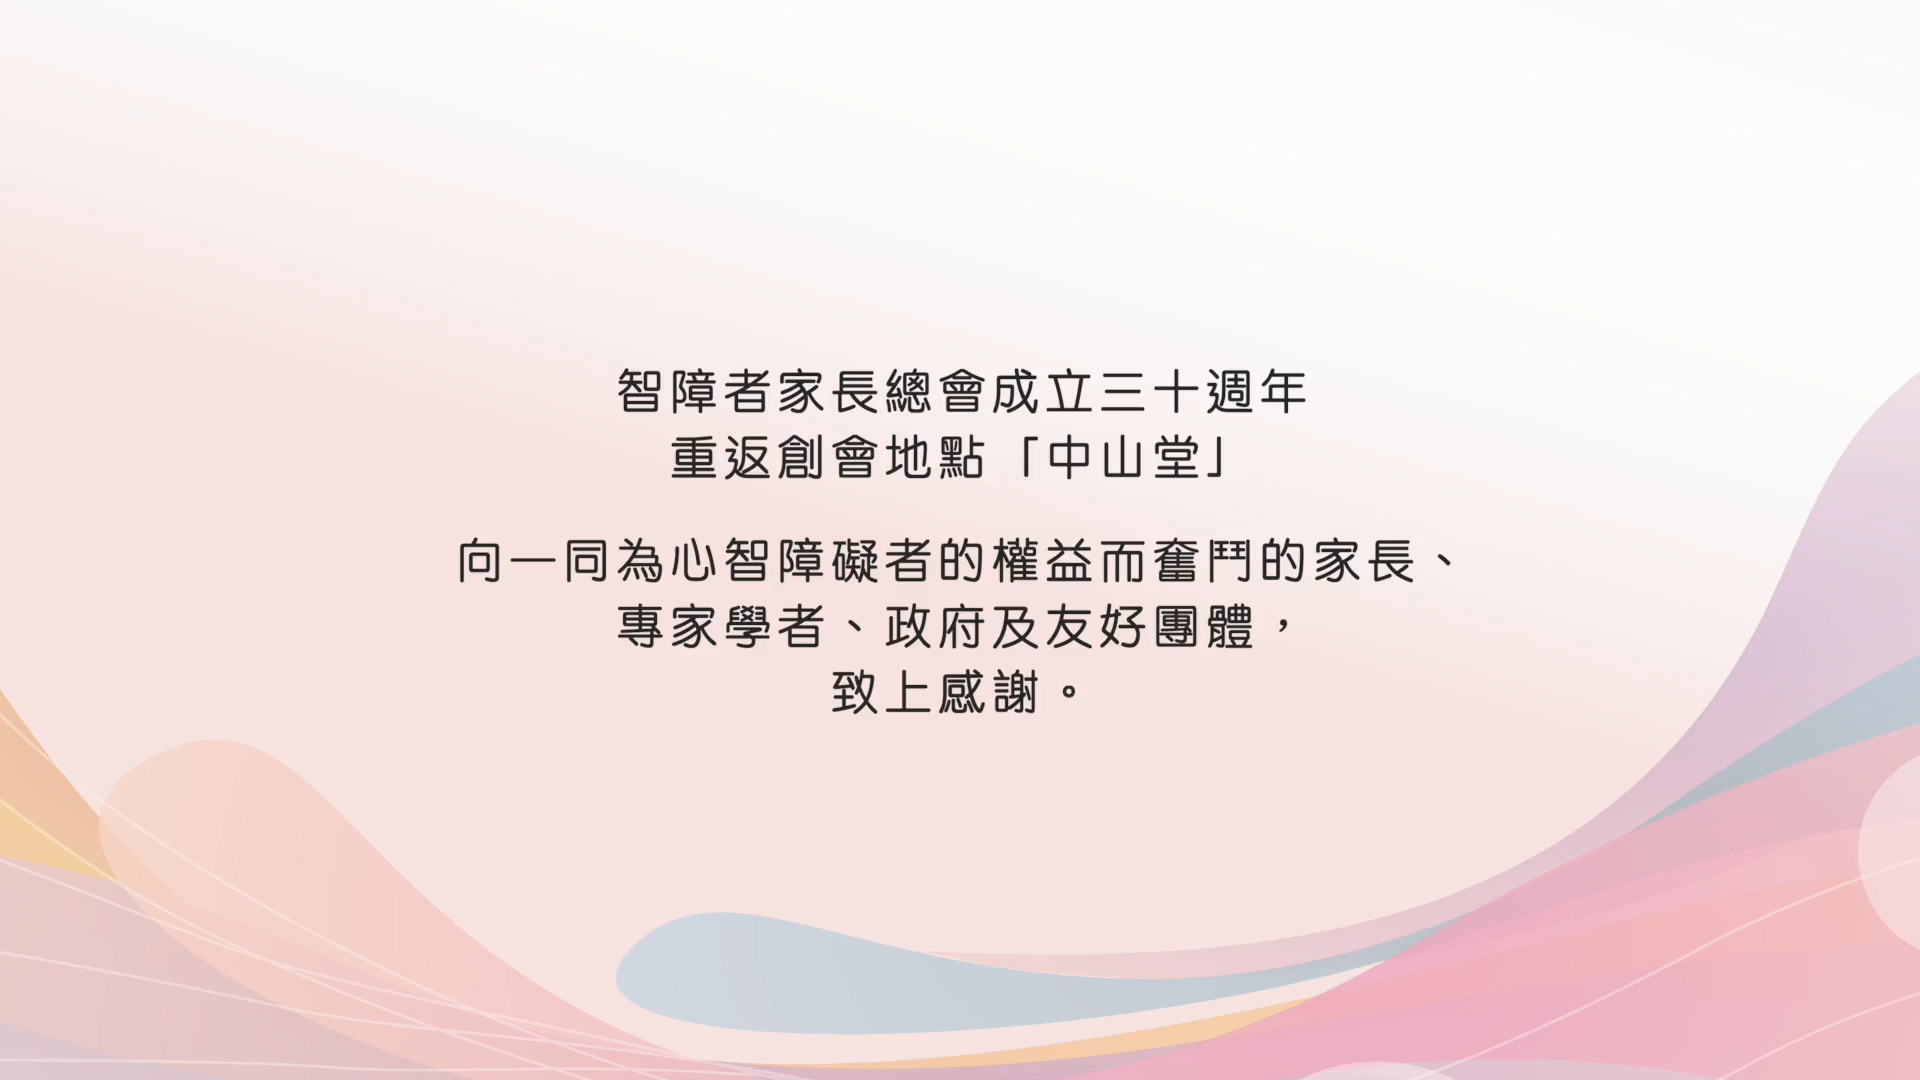 智障者家長總會成立三十週年
重返創會地點「中山堂」
向一同為心智障礙者的權益而奮鬥的家長、
專家學者、政府及友好團體，
致上感謝。